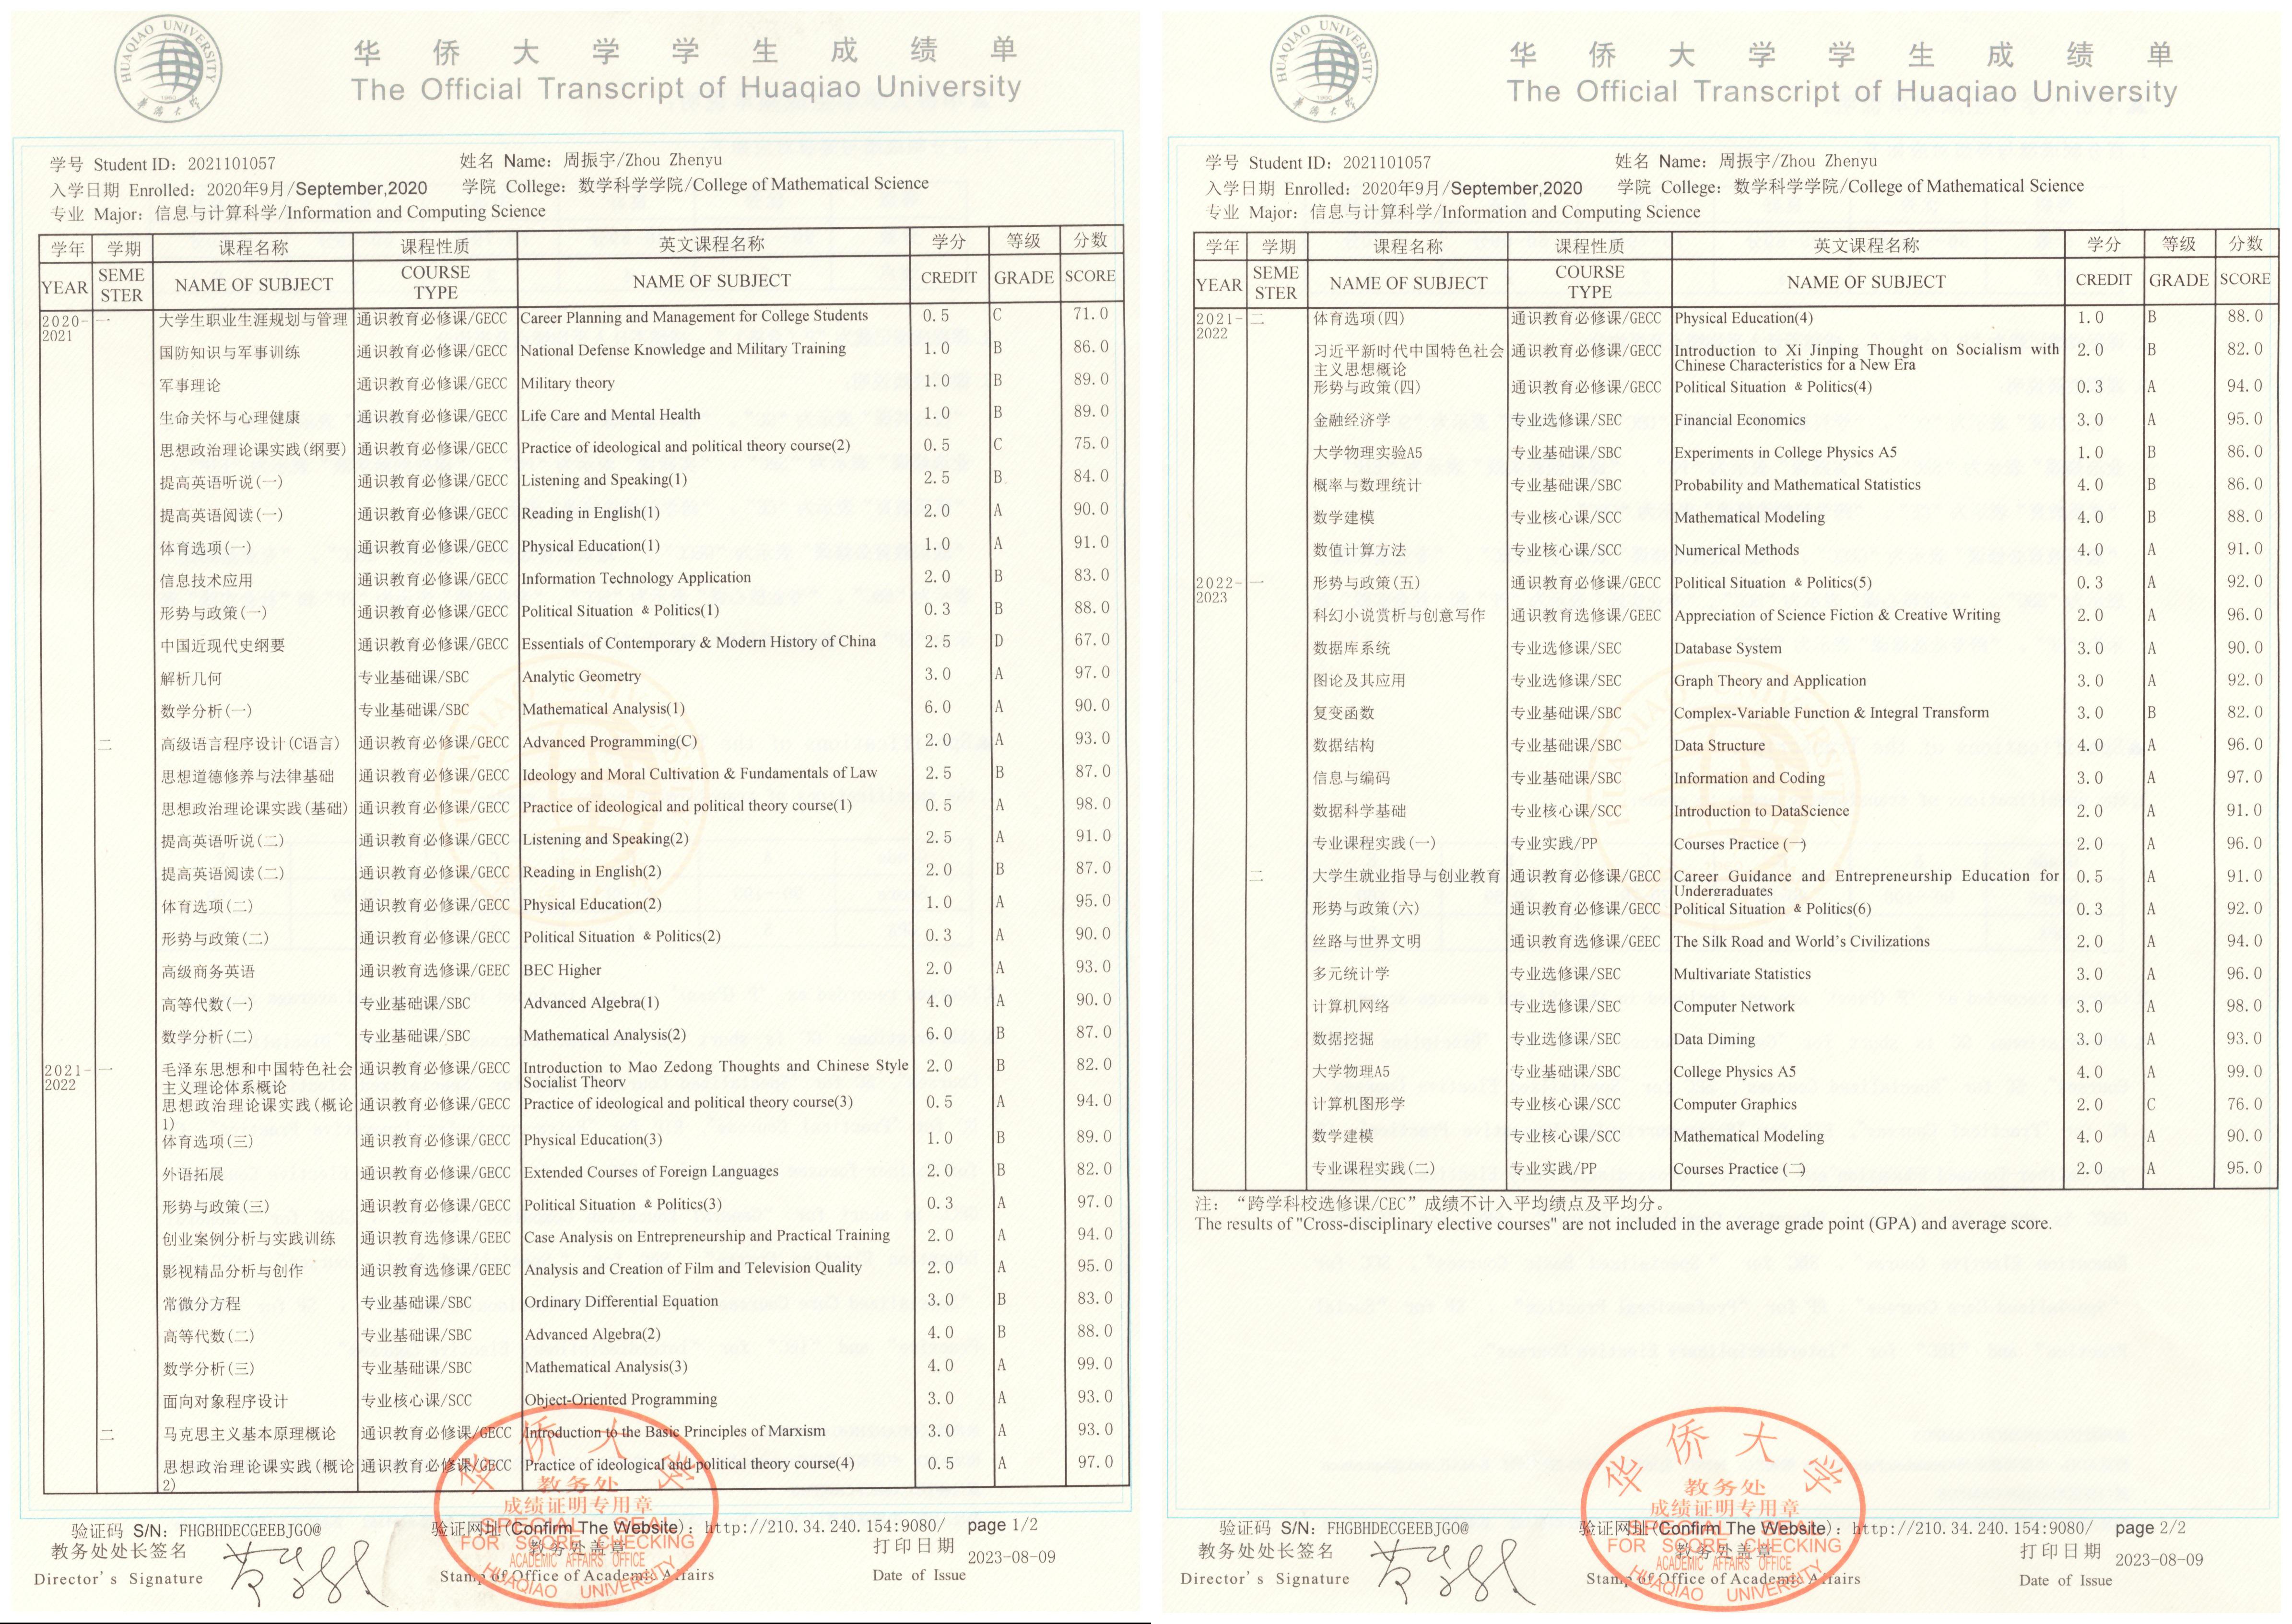 HUAQIAO UNIVERSITY
华侨大学学生成绩单
The Official Transcript of Huaqiao University
学号 Student ID: 2021101057 姓名 Name: 周振宇/Zhou Zhenyu
入学日期 Enrolled: 2020年9月/September,2020 学院 College: 数学科学学院/College of Mathematical Science
专业 Major: 信息与计算科学/Information and Computing Science
学年 学期 课程名称 课程性质 英文课程名称 学分 等级 分数
YEAR SEMESTER NAME OF SUBJECT COURSE TYPE NAME OF SUBJECT CREDIT GRADE SCORE
2020-2021 一 大学生职业生涯规划与管理 通识教育必修课/GECC Career Planning and Management for College Students 0.5 C 71.0
国防知识与军事训练 通识教育必修课/GECC National Defense Knowledge and Military Training 1.0 B 86.0
军事理论 通识教育必修课/GECC Military theory 1.0 B 89.0
生命关怀与心理健康 通识教育必修课/GECC Life Care and Mental Health 1.0 B 89.0
思想政治理论课实践(纲要) 通识教育必修课/GECC Practice of ideological and political theory course(2) 0.5 C 75.0
提高英语听说(一) 通识教育必修课/GECC Listening and Speaking(1) 2.5 B 84.0
提高英语阅读(一) 通识教育必修课/GECC Reading in English(1) 2.0 A 90.0
体育选项(一) 通识教育必修课/GECC Physical Education(1) 1.0 A 91.0
信息技术应用 通识教育必修课/GECC Information Technology Application 2.0 B 83.0
形势与政策(一) 通识教育必修课/GECC Political Situation & Politics(1) 0.3 B 88.0
中国近现代史纲要 通识教育必修课/GECC Essentials of Contemporary & Modern History of China 2.5 D 67.0
解析几何 专业基础课/SBC Analytic Geometry 3.0 A 97.0
数学分析(一) 专业基础课/SBC Mathematical Analysis(1) 6.0 A 90.0
二 高级语言程序设计(C语言) 通识教育必修课/GECC Advanced Programming(C) 2.0 A 93.0
思想道德修养与法律基础 通识教育必修课/GECC Ideology and Moral Cultivation & Fundamentals of Law 2.5 B 87.0
思想政治理论课实践(基础) 通识教育必修课/GECC Practice of ideological and political theory course(1) 0.5 A 98.0
提高英语听说(二) 通识教育必修课/GECC Listening and Speaking(2) 2.5 A 91.0
提高英语阅读(二) 通识教育必修课/GECC Reading in English(2) 2.0 B 87.0
体育选项(二) 通识教育必修课/GECC Physical Education(2) 1.0 A 95.0
形势与政策(二) 通识教育必修课/GECC Political Situation & Politics(2) 0.3 A 90.0
高级商务英语 通识教育选修课/GEEC BEC Higher 2.0 A 93.0
高等代数(一) 专业基础课/SBC Advanced Algebra(1) 4.0 A 90.0
数学分析(二) 专业基础课/SBC Mathematical Analysis(2) 6.0 B 87.0
2021-2022 一 毛泽东思想和中国特色社会主义理论体系概论 通识教育必修课/GECC Introduction to Mao Zedong Thoughts and Chinese Style Socialist Theory 2.0 B 82.0
思想政治理论课实践(概论1) 通识教育必修课/GECC Practice of ideological and political theory course(3) 0.5 A 94.0
体育选项(三) 通识教育必修课/GECC Physical Education(3) 1.0 B 89.0
外语拓展 通识教育必修课/GECC Extended Courses of Foreign Languages 2.0 B 82.0
形势与政策(三) 通识教育必修课/GECC Political Situation & Politics(3) 0.3 A 97.0
创业案例分析与实践训练 通识教育选修课/GEEC Case Analysis on Entrepreneurship and Practical Training 2.0 A 94.0
影视精品分析与创作 通识教育选修课/GEEC Analysis and Creation of Film and Television Quality 2.0 A 95.0
常微分方程 专业基础课/SBC Ordinary Differential Equation 3.0 B 83.0
高等代数(二) 专业基础课/SBC Advanced Algebra(2) 4.0 B 88.0
数学分析(三) 专业基础课/SBC Mathematical Analysis(3) 4.0 A 99.0
面向对象程序设计 专业核心课/SCC Object-Oriented Programming 3.0 A 93.0
二 马克思主义基本原理概论 通识教育必修课/GECC Introduction to the Basic Principles of Marxism 3.0 A 93.0
思想政治理论课实践(概论2) 通识教育必修课/GECC Practice of ideological and political theory course(4) 0.5 A 97.0
验证码 S/N: FHGBHDECGEEBJGO@ 验证网址(Confirm The Website): http://210.34.240.154:9080/ page 1/2
教务处处长签名 教务处盖章 打印日期 2023-08-09
Director's Signature Stamp of Office of Academic Affairs Date of Issue
华侨大学
教务处
成绩证明专用章
SPECIAL SEAL
FOR SCORE CHECKING
ACADEMIC AFFAIRS OFFICE
HUAQIAO UNIVERSITY
HUAQIAO UNIVERSITY
华侨大学学生成绩单
The Official Transcript of Huaqiao University
学号 Student ID: 2021101057 姓名 Name: 周振宇/Zhou Zhenyu
入学日期 Enrolled: 2020年9月/September,2020 学院 College: 数学科学学院/College of Mathematical Science
专业 Major: 信息与计算科学/Information and Computing Science
学年 学期 课程名称 课程性质 英文课程名称 学分 等级 分数
YEAR SEMESTER NAME OF SUBJECT COURSE TYPE NAME OF SUBJECT CREDIT GRADE SCORE
2021-2022 二 体育选项(四) 通识教育必修课/GECC Physical Education(4) 1.0 B 88.0
习近平新时代中国特色社会主义思想概论 通识教育必修课/GECC Introduction to Xi Jinping Thought on Socialism with Chinese Characteristics for a New Era 2.0 B 82.0
形势与政策(四) 通识教育必修课/GECC Political Situation & Politics(4) 0.3 A 94.0
金融经济学 专业选修课/SEC Financial Economics 3.0 A 95.0
大学物理实验A5 专业基础课/SBC Experiments in College Physics A5 1.0 B 86.0
概率与数理统计 专业基础课/SBC Probability and Mathematical Statistics 4.0 B 86.0
数学建模 专业核心课/SCC Mathematical Modeling 4.0 B 88.0
数值计算方法 专业核心课/SCC Numerical Methods 4.0 A 91.0
2022-2023 一 形势与政策(五) 通识教育必修课/GECC Political Situation & Politics(5) 0.3 A 92.0
科幻小说赏析与创意写作 通识教育选修课/GEEC Appreciation of Science Fiction & Creative Writing 2.0 A 96.0
数据库系统 专业选修课/SEC Database System 3.0 A 90.0
图论及其应用 专业选修课/SEC Graph Theory and Application 3.0 A 92.0
复变函数 专业基础课/SBC Complex-Variable Function & Integral Transform 3.0 B 82.0
数据结构 专业基础课/SBC Data Structure 4.0 A 96.0
信息与编码 专业基础课/SBC Information and Coding 3.0 A 97.0
数据科学基础 专业核心课/SCC Introduction to DataScience 2.0 A 91.0
专业课程实践(一) 专业实践/PP Courses Practice (一) 2.0 A 96.0
二 大学生就业指导与创业教育 通识教育必修课/GECC Career Guidance and Entrepreneurship Education for Undergraduates 0.5 A 91.0
形势与政策(六) 通识教育必修课/GECC Political Situation & Politics(6) 0.3 A 92.0
丝路与世界文明 通识教育选修课/GEEC The Silk Road and World's Civilizations 2.0 A 94.0
多元统计学 专业选修课/SEC Multivariate Statistics 3.0 A 96.0
计算机网络 专业选修课/SEC Computer Network 3.0 A 98.0
数据挖掘 专业选修课/SEC Data Diming 3.0 A 93.0
大学物理A5 专业基础课/SBC College Physics A5 4.0 A 99.0
计算机图形学 专业核心课/SCC Computer Graphics 2.0 C 76.0
数学建模 专业核心课/SCC Mathematical Modeling 4.0 A 90.0
专业课程实践(二) 专业实践/PP Courses Practice (二) 2.0 A 95.0
注: “跨学科校选修课/CEC”成绩不计入平均绩点及平均分。
The results of "Cross-disciplinary elective courses" are not included in the average grade point (GPA) and average score.
验证码 S/N: FHGBHDECGEEBJGO@ 验证网址(Confirm The Website): http://210.34.240.154:9080/ page 2/2
教务处处长签名 教务处盖章 打印日期 2023-08-09
Director's Signature Stamp of Office of Academic Affairs Date of Issue
华侨大学
教务处
成绩证明专用章
SPECIAL SEAL
FOR SCORE CHECKING
ACADEMIC AFFAIRS OFFICE
HUAQIAO UNIVERSITY